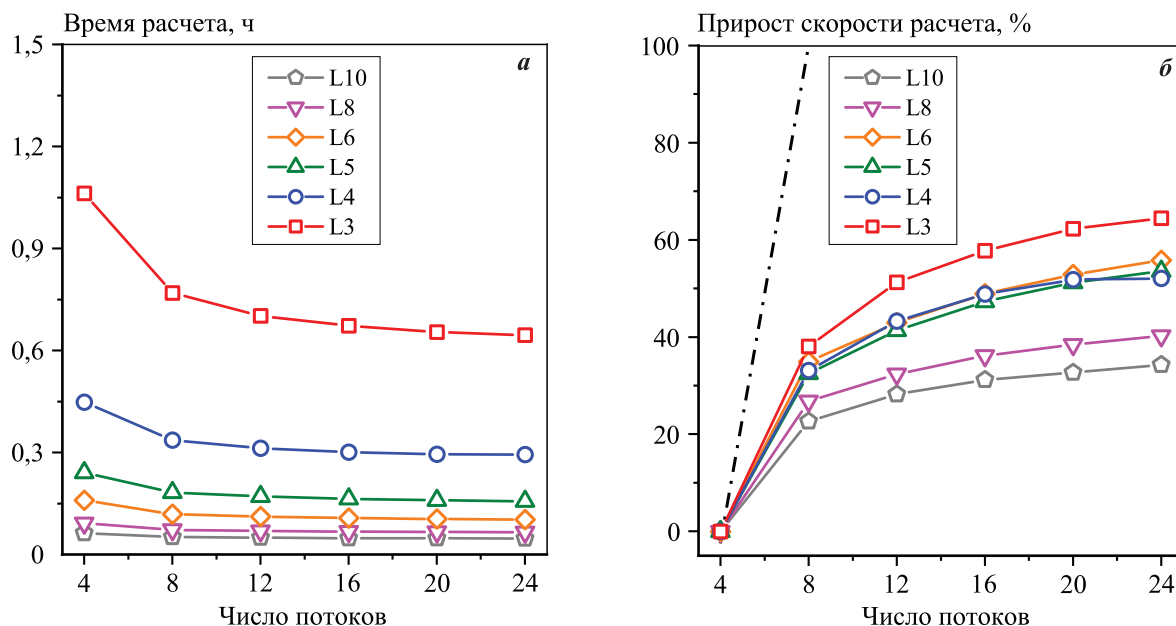 Время расчета, ч
1,5
1,2
0,9
0,6
0,3
0
а
L10
L8
L6
L5
L4
L3
4 8 12 16 20 24
Число потоков
Прирост скорости расчета, %
100
80
60
40
20
0
б
L10
L8
L6
L5
L4
L3
4 8 12 16 20 24
Число потоков